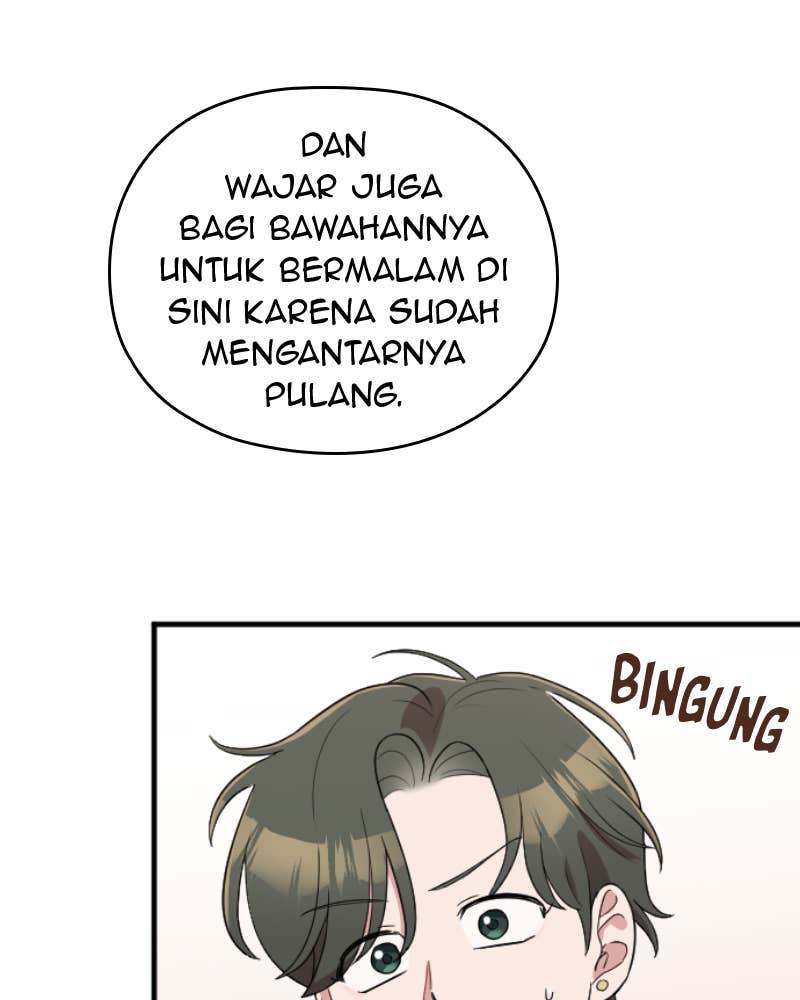 DAN
WAJAR JUGA
BAGI BAWAHANNYA
UNTUK BERMALAM DI
SINI KARENA SUDAH
MENGANTARNYA
PULANG.
BINGUNG